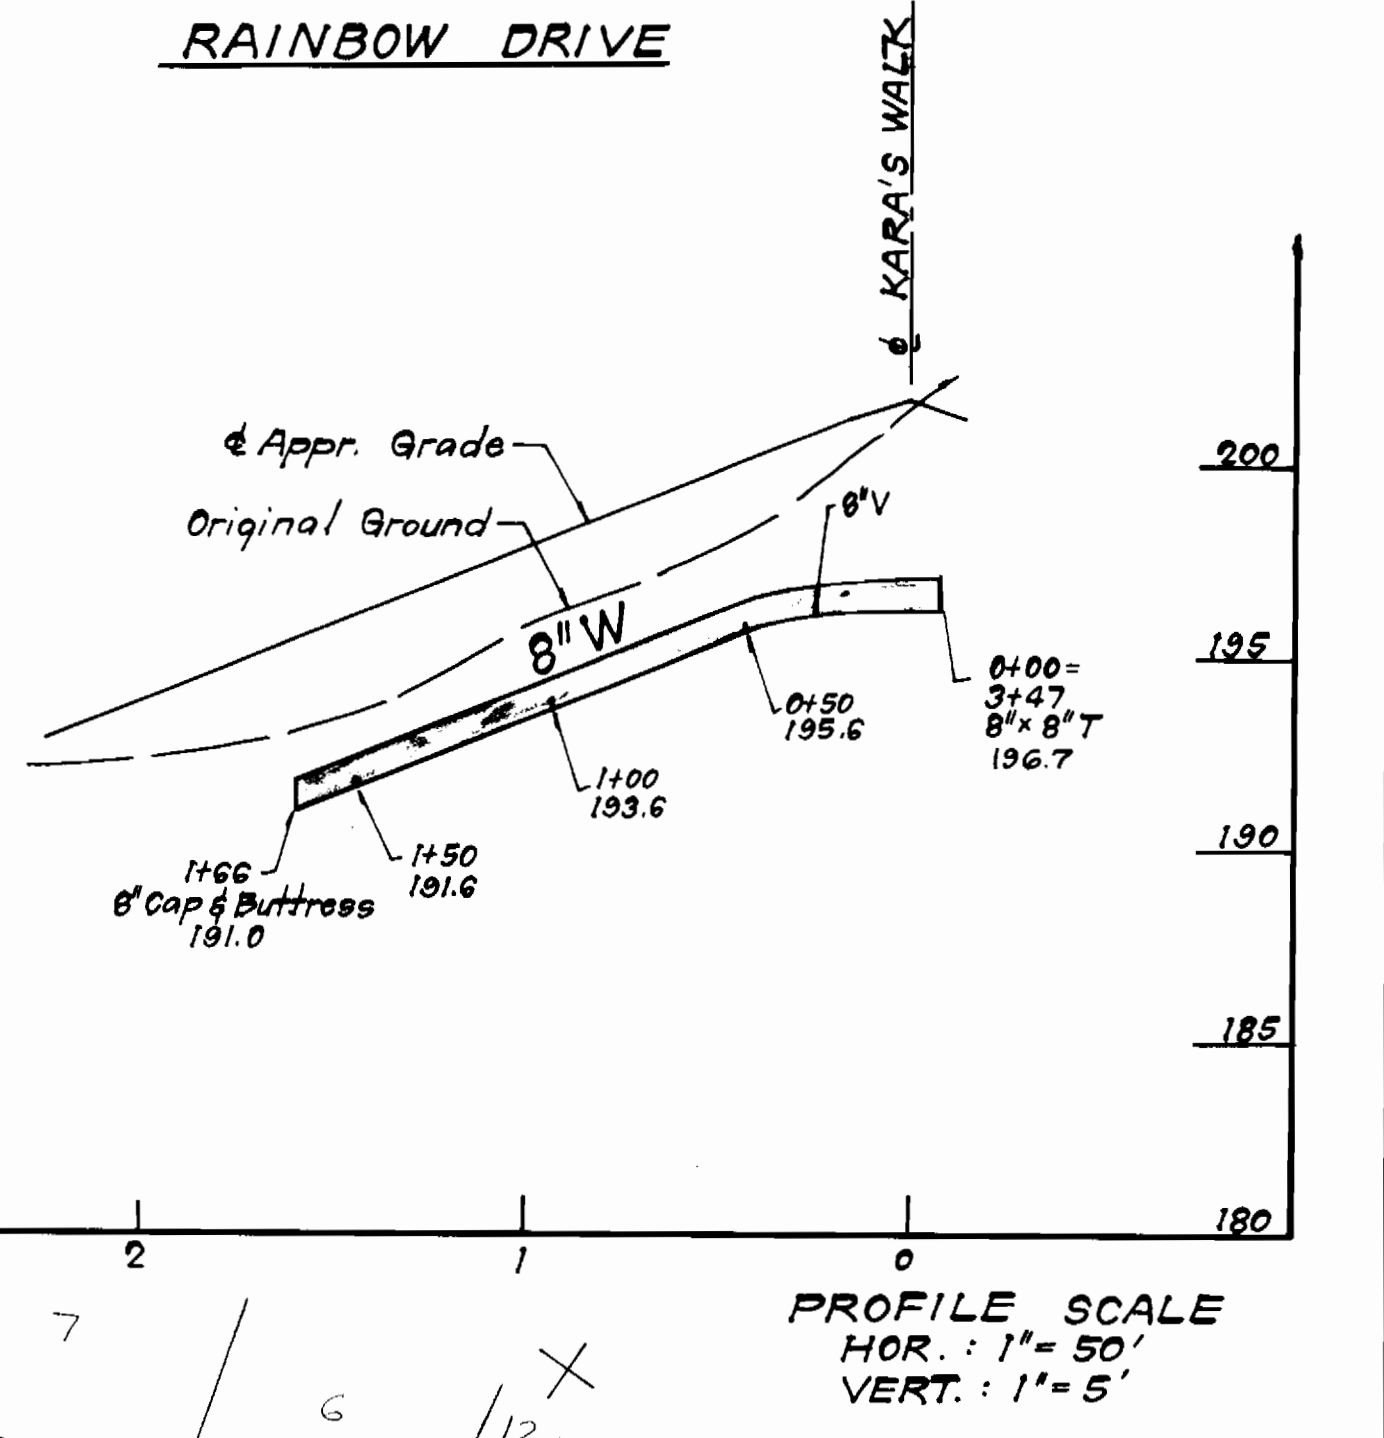 RAINBOW DRIVE
℄ KARA'S WALK
℄ Appr. Grade
Original Ground
8"V
8"W
200
195
190
185
180
0+00=
3+47
8"x 8"T
196.7
0+50
195.6
1+00
193.6
1+50
191.6
1+66
8"Cap & Buttress
191.0
2
1
0
PROFILE SCALE
HOR. : 1"= 50'
VERT. : 1"= 5'
7
6